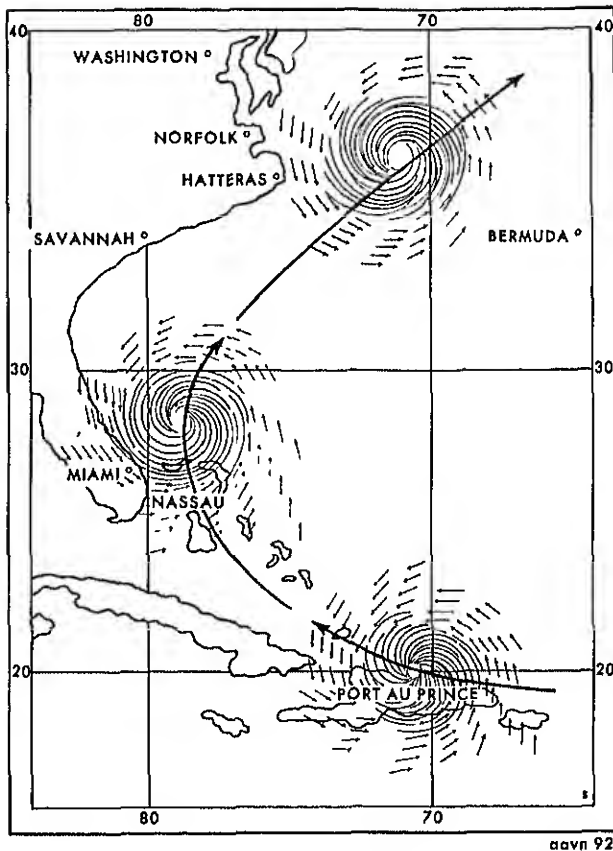 80
70
40
40
WASHINGTON
NORFOLK
HATTERAS
SAVANNAH
BERMUDA
30
30
MIAMI
NASSAU
20
20
PORT AU PRINCE
s
80
70
aavn 92